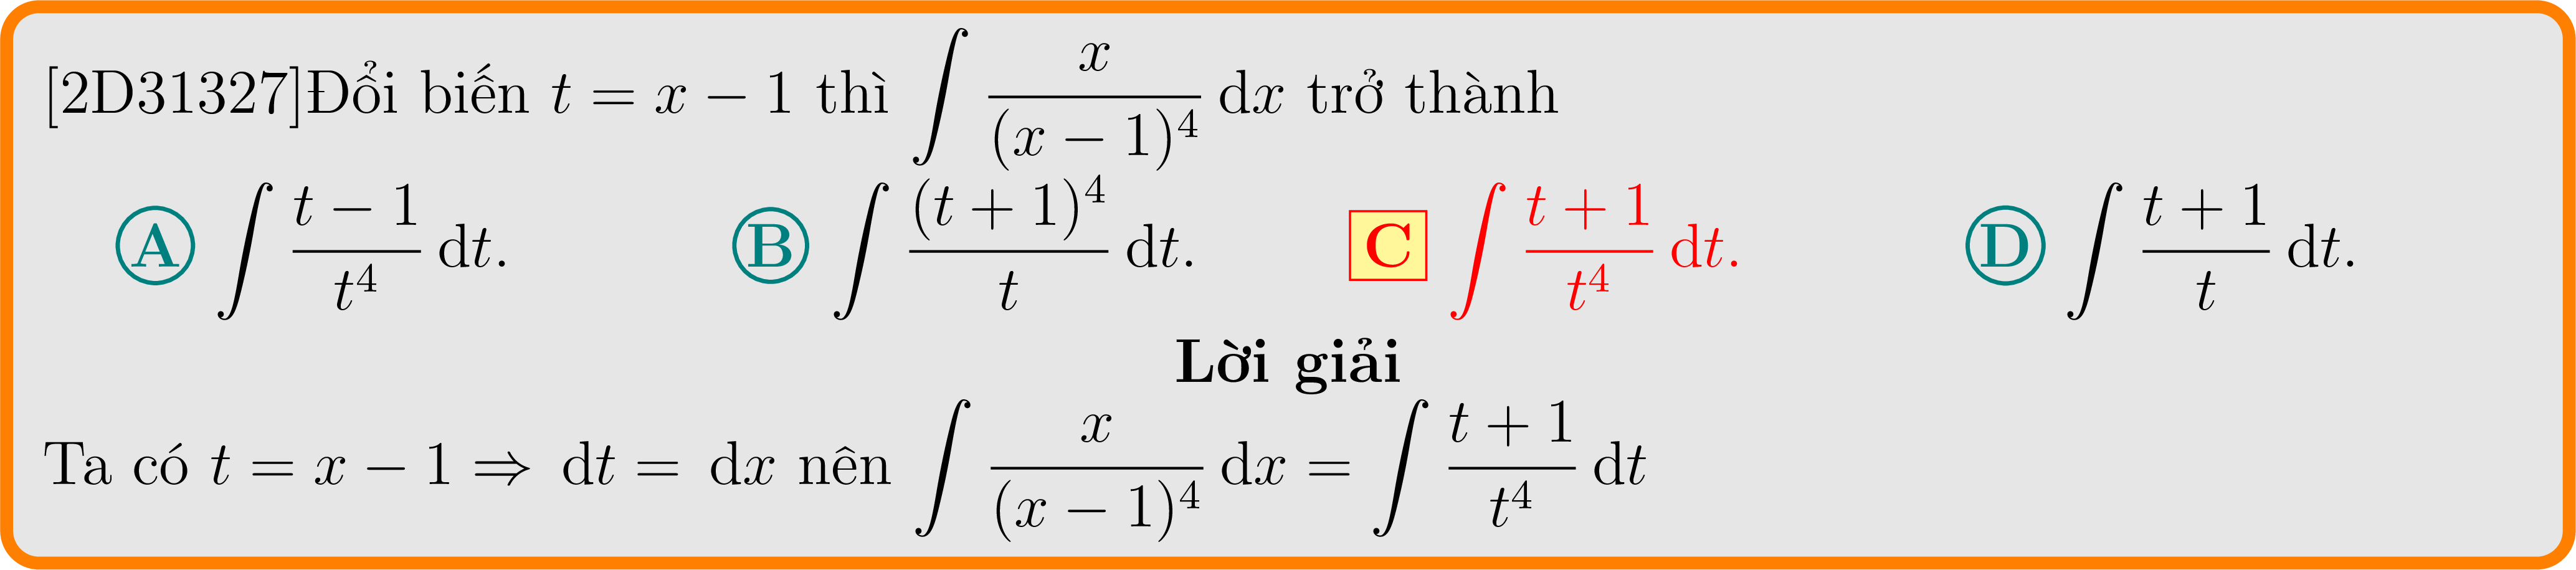 [2D31327]Đổi biến $t = x - 1$ thì $\int \frac{x}{(x-1)^4} \, \mathrm{d}x$ trở thành
Ⓐ $\int \frac{t-1}{t^4} \, \mathrm{d}t.$ Ⓑ $\int \frac{(t+1)^4}{t} \, \mathrm{d}t.$ C $\int \frac{t+1}{t^4} \, \mathrm{d}t.$ Ⓓ $\int \frac{t+1}{t} \, \mathrm{d}t.$
Lời giải
Ta có $t = x - 1 \Rightarrow \mathrm{d}t = \mathrm{d}x$ nên $\int \frac{x}{(x-1)^4} \, \mathrm{d}x = \int \frac{t+1}{t^4} \, \mathrm{d}t$